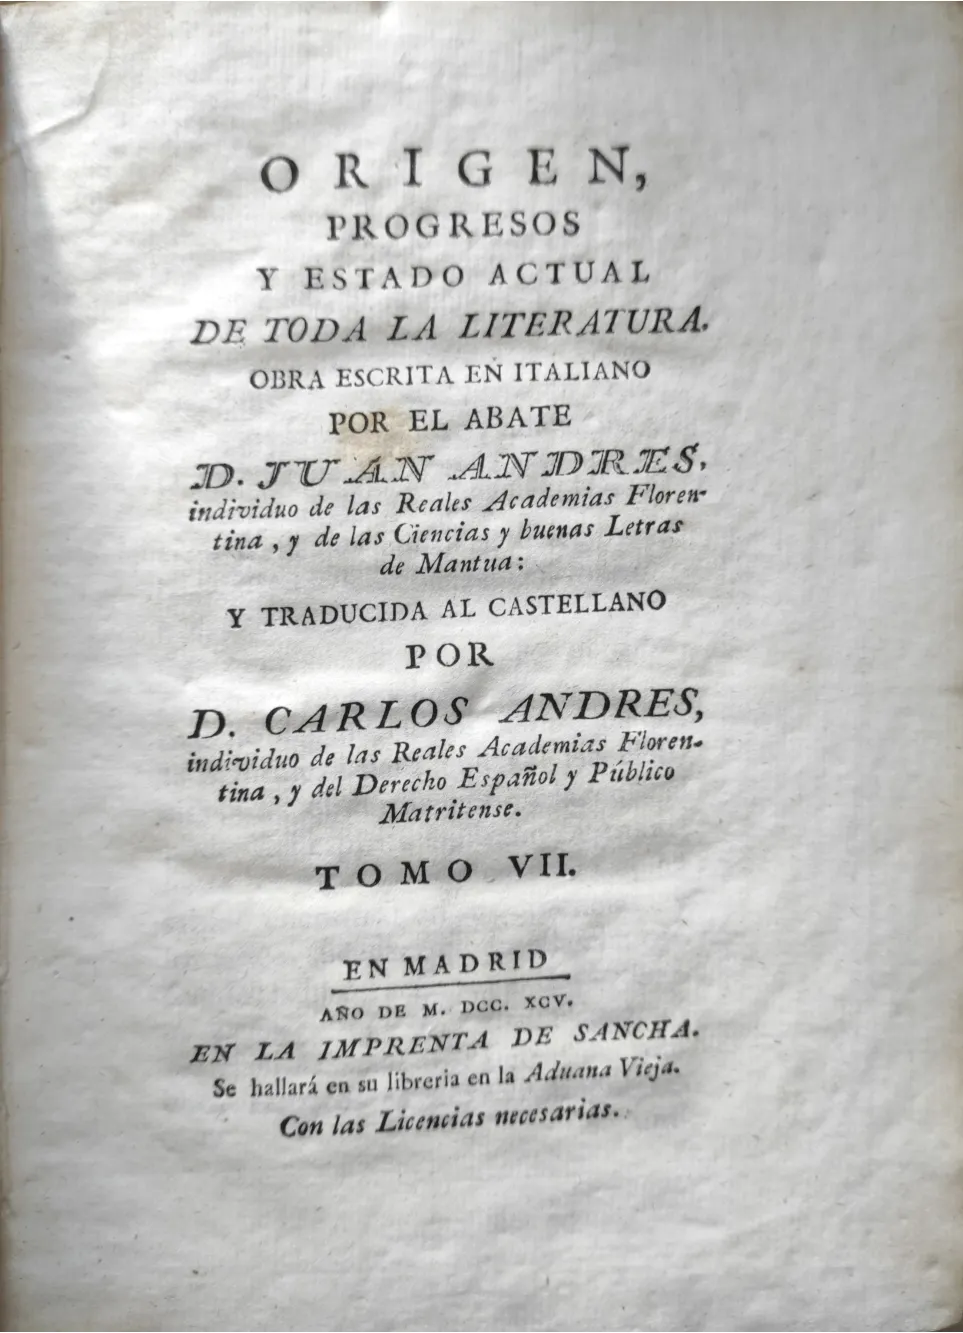 ORIGEN,
PROGRESOS
Y ESTADO ACTUAL
DE TODA LA LITERATURA.
OBRA ESCRITA EN ITALIANO
POR EL ABATE
D. JUAN ANDRES,
individuo de las Reales Academias Floren-
tina, y de las Ciencias y buenas Letras
de Mantua:
Y TRADUCIDA AL CASTELLANO
POR
D. CARLOS ANDRES,
individuo de las Reales Academias Floren-
tina, y del Derecho Español y Público
Matritense.
TOMO VII.
EN MADRID
AÑO DE M. DCC. XCV.
EN LA IMPRENTA DE SANCHA.
Se hallará en su libreria en la Aduana Vieja.
Con las Licencias necesarias.